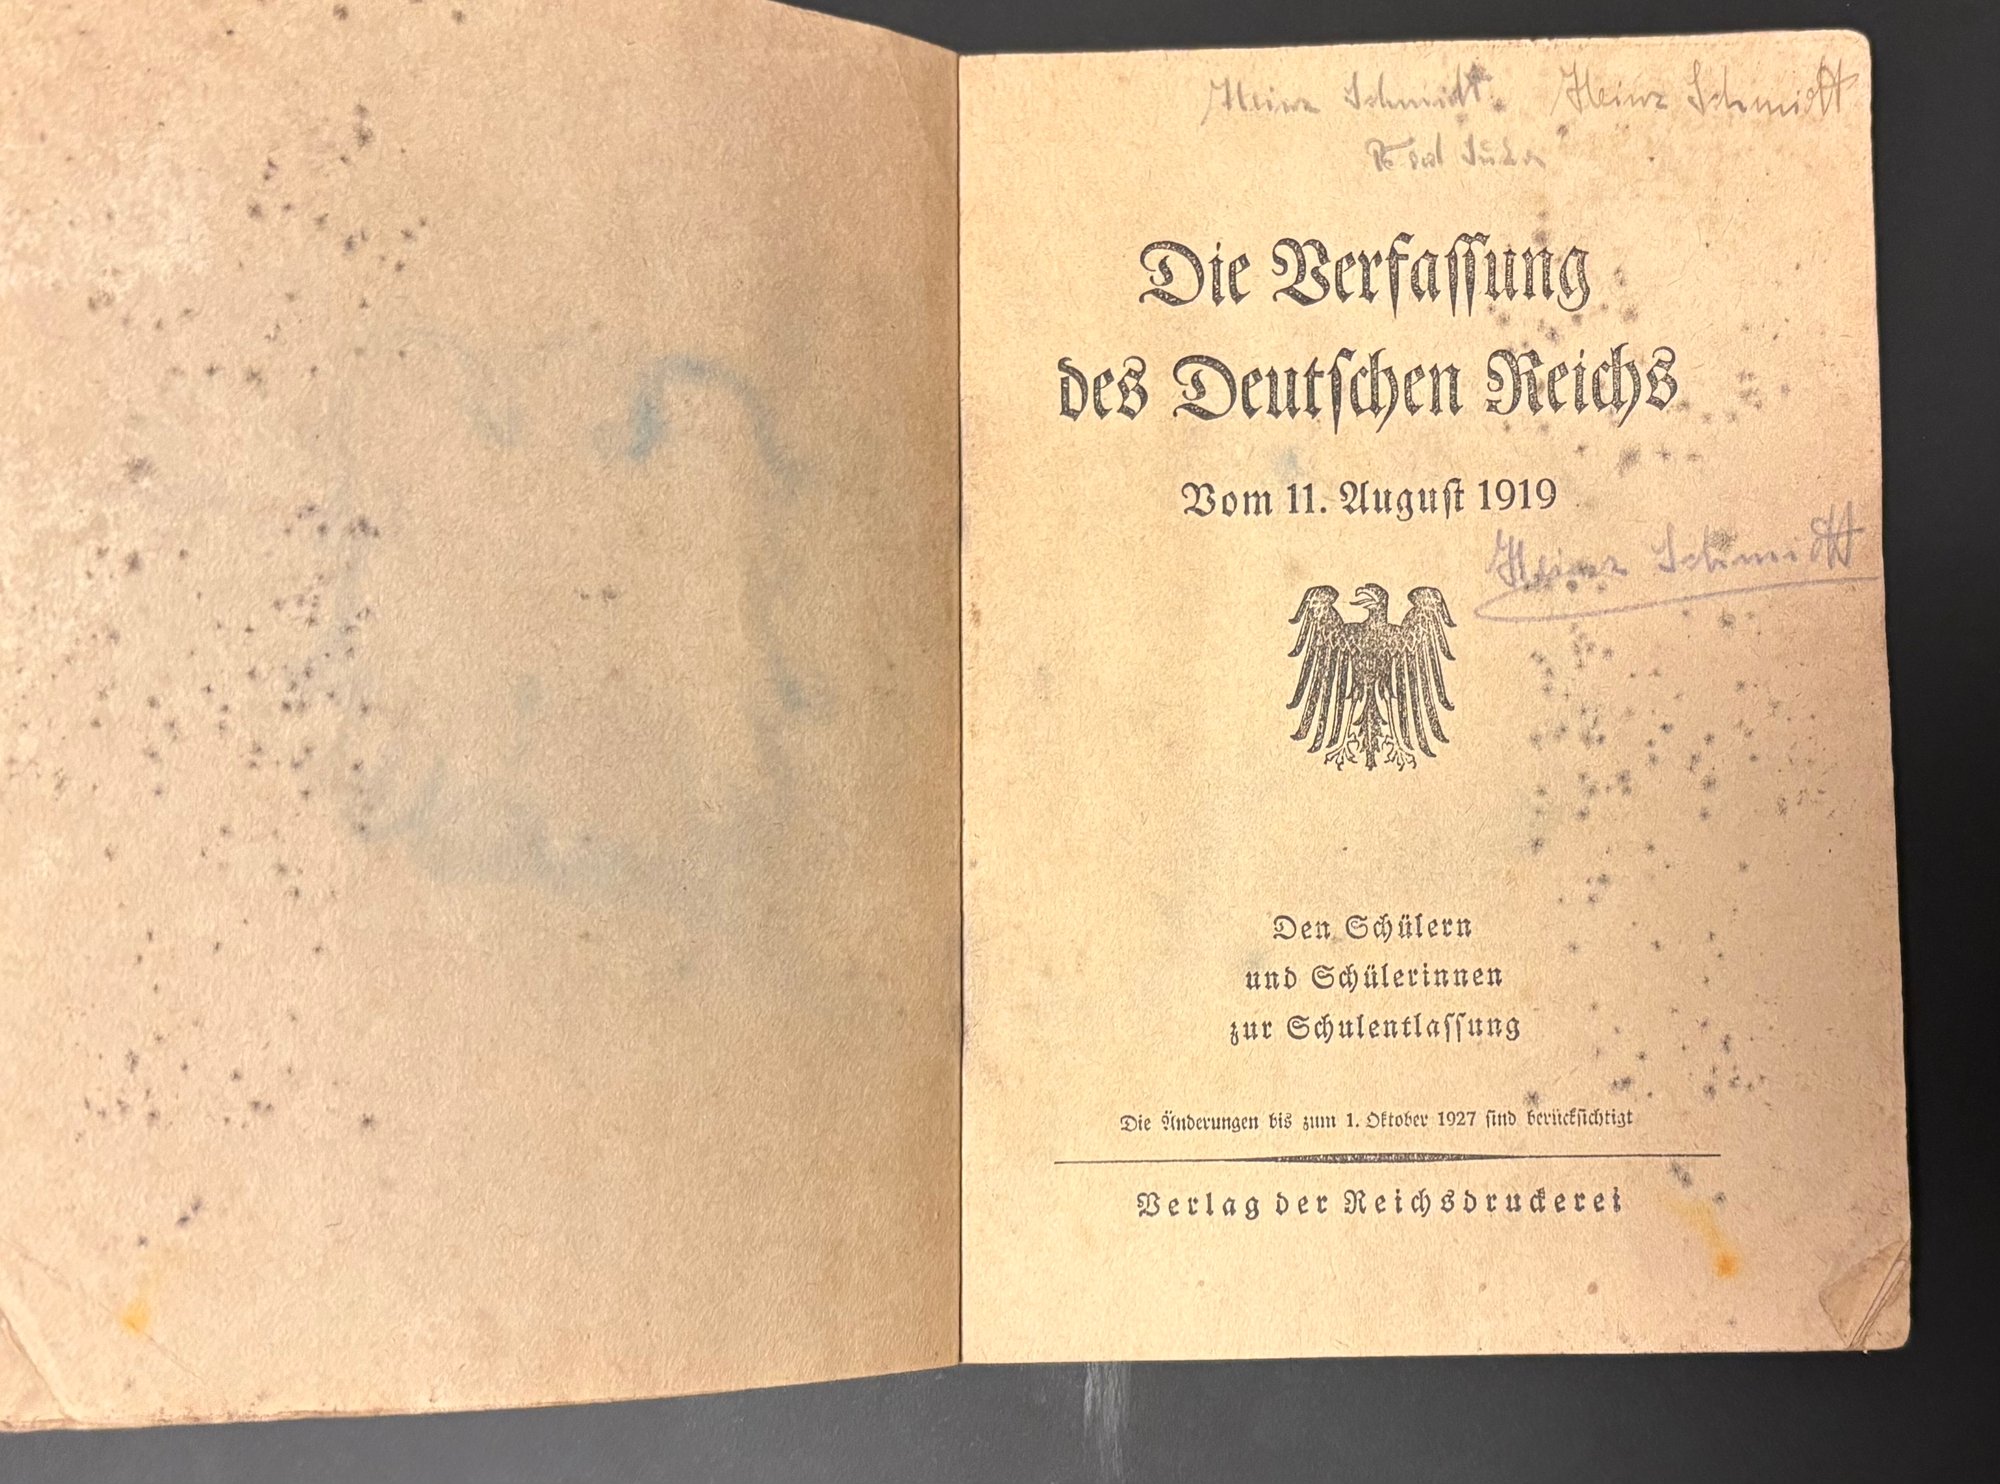 Heinz Schmidt. Heinz Schmidt
Die Verfassung
des Deutschen Reichs
Vom 11. August 1919
Heinz Schmidt
Den Schülern
und Schülerinnen
zur Schulentlassung
Die Änderungen bis zum 1. Oktober 1927 sind berücksichtigt
Verlag der Reichsdruckerei